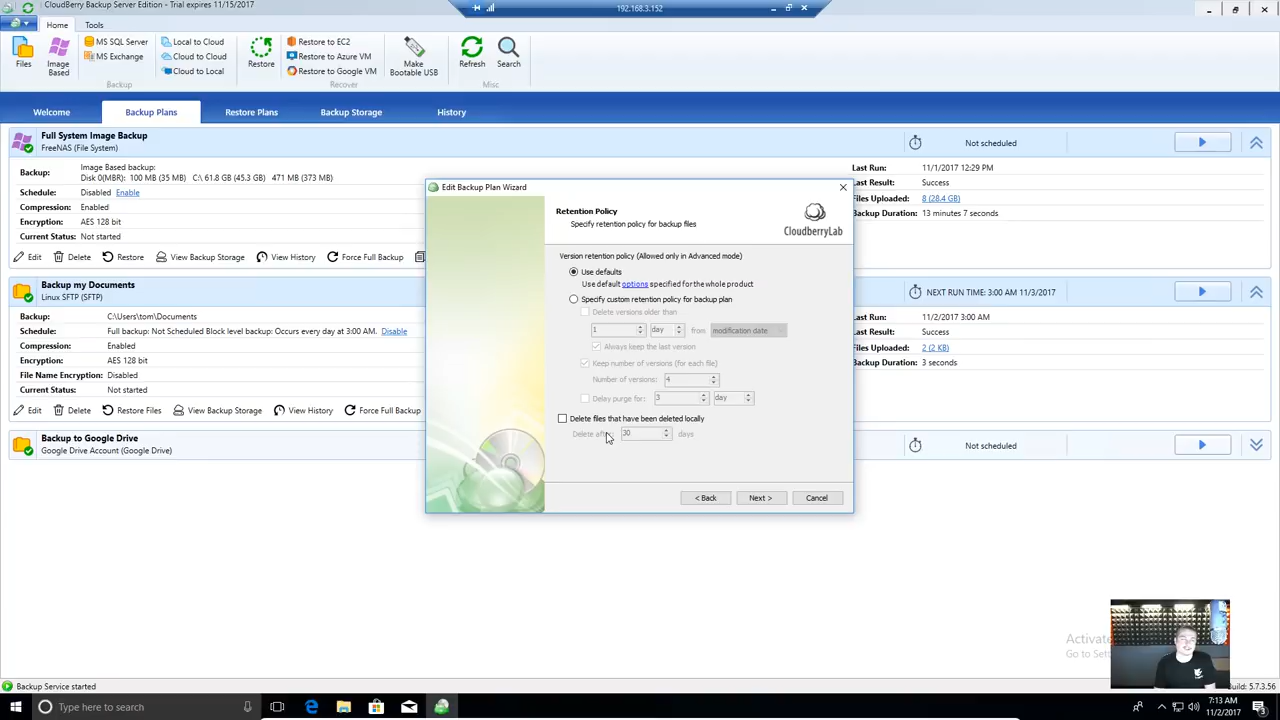 CloudBerry Backup Server Edition - Trial expires 11/15/2017
192.168.3.152
Home
Tools
Files
Image
Based
MS SQL Server
MS Exchange
Local to Cloud
Cloud to Cloud
Cloud to Local
Backup
Restore
Restore to EC2
Restore to Azure VM
Restore to Google VM
Recover
Make
Bootable USB
Refresh
Search
Misc
Welcome
Backup Plans
Restore Plans
Backup Storage
History
Full System Image Backup
FreeNAS (File System)
Not scheduled
Backup:
Image Based backup:
Disk 0(MBR): 100 MB (35 MB) C:\ 61.8 GB (45.3 GB) 471 MB (373 MB)
Schedule: Disabled Enable
Compression: Enabled
Encryption: AES 128 bit
Current Status: Not started
Last Run: 11/1/2017 12:29 PM
Last Result: Success
Files Uploaded: 8 (28.4 GB)
Backup Duration: 13 minutes 7 seconds
Edit Delete Restore View Backup Storage View History Force Full Backup
Backup my Documents
Linux SFTP (SFTP)
NEXT RUN TIME: 3:00 AM 11/3/2017
Backup: C:\Users\tom\Documents
Schedule: Full backup: Not Scheduled Block level backup: Occurs every day at 3:00 AM. Disable
Compression: Enabled
Encryption: AES 128 bit
File Name Encryption: Disabled
Current Status: Not started
Last Run: 11/2/2017 3:00 AM
Last Result: Success
Files Uploaded: 2 (2 KB)
Backup Duration: 3 seconds
Edit Delete Restore Files View Backup Storage View History Force Full Backup
Backup to Google Drive
Google Drive Account (Google Drive)
Not scheduled
Edit Backup Plan Wizard
Retention Policy
Specify retention policy for backup files
CloudberryLab
Version retention policy (Allowed only in Advanced mode)
Use defaults
Use default options specified for the whole product
Specify custom retention policy for backup plan
Delete versions older than
1 day from modification date
Always keep the last version
Keep number of versions (for each file)
Number of versions: 4
Delay purge for: 3 day
Delete files that have been deleted locally
Delete after: 30 days
< Back
Next >
Cancel
Activate
Go to Sett
Backup Service started
Build: 5.7.3.56
Type here to search
7:13 AM
11/2/2017
3